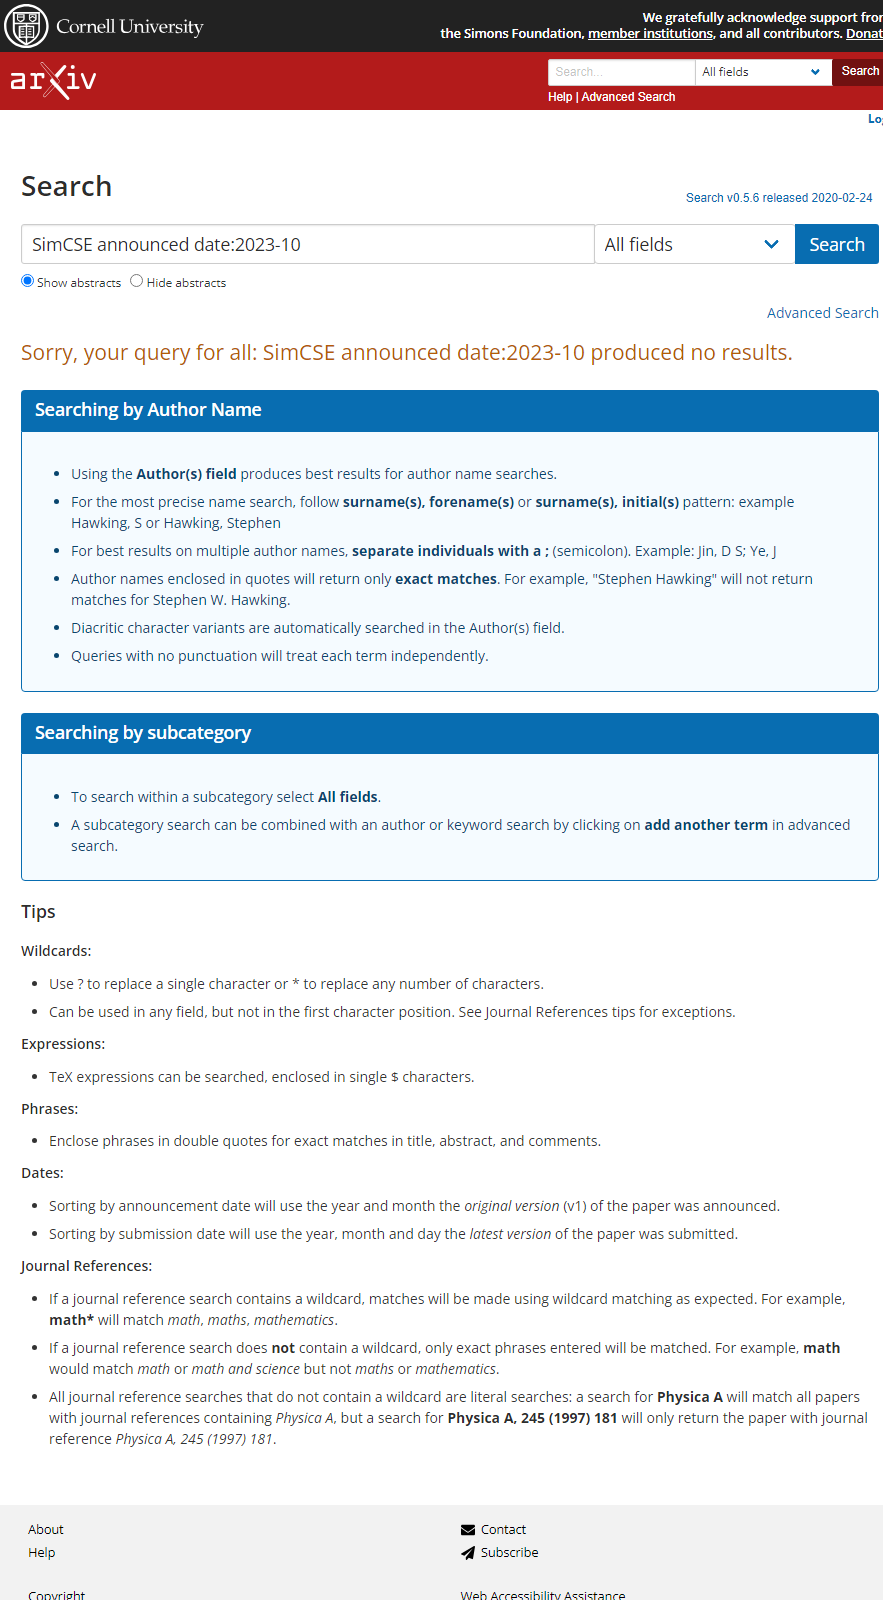 Cornell University
We gratefully acknowledge support from
the Simons Foundation, member institutions, and all contributors. Donat
arXiv
Search...
All fields
Search
Help | Advanced Search
Log
Search
Search v0.5.6 released 2020-02-24
SimCSE announced date:2023-10
All fields
Search
Show abstracts
Hide abstracts
Advanced Search
Sorry, your query for all: SimCSE announced date:2023-10 produced no results.
Searching by Author Name
Using the Author(s) field produces best results for author name searches.
For the most precise name search, follow surname(s), forename(s) or surname(s), initial(s) pattern: example
Hawking, S or Hawking, Stephen
For best results on multiple author names, separate individuals with a ; (semicolon). Example: Jin, D S; Ye, J
Author names enclosed in quotes will return only exact matches. For example, "Stephen Hawking" will not return
matches for Stephen W. Hawking.
Diacritic character variants are automatically searched in the Author(s) field.
Queries with no punctuation will treat each term independently.
Searching by subcategory
To search within a subcategory select All fields.
A subcategory search can be combined with an author or keyword search by clicking on add another term in advanced
search.
Tips
Wildcards:
Use ? to replace a single character or * to replace any number of characters.
Can be used in any field, but not in the first character position. See Journal References tips for exceptions.
Expressions:
TeX expressions can be searched, enclosed in single $ characters.
Phrases:
Enclose phrases in double quotes for exact matches in title, abstract, and comments.
Dates:
Sorting by announcement date will use the year and month the original version (v1) of the paper was announced.
Sorting by submission date will use the year, month and day the latest version of the paper was submitted.
Journal References:
If a journal reference search contains a wildcard, matches will be made using wildcard matching as expected. For example,
math* will match math, maths, mathematics.
If a journal reference search does not contain a wildcard, only exact phrases entered will be matched. For example, math
would match math or math and science but not maths or mathematics.
All journal reference searches that do not contain a wildcard are literal searches: a search for Physica A will match all papers
with journal references containing Physica A, but a search for Physica A, 245 (1997) 181 will only return the paper with journal
reference Physica A, 245 (1997) 181.
About
Help
Contact
Subscribe
Copyright
Web Accessibility Assistance